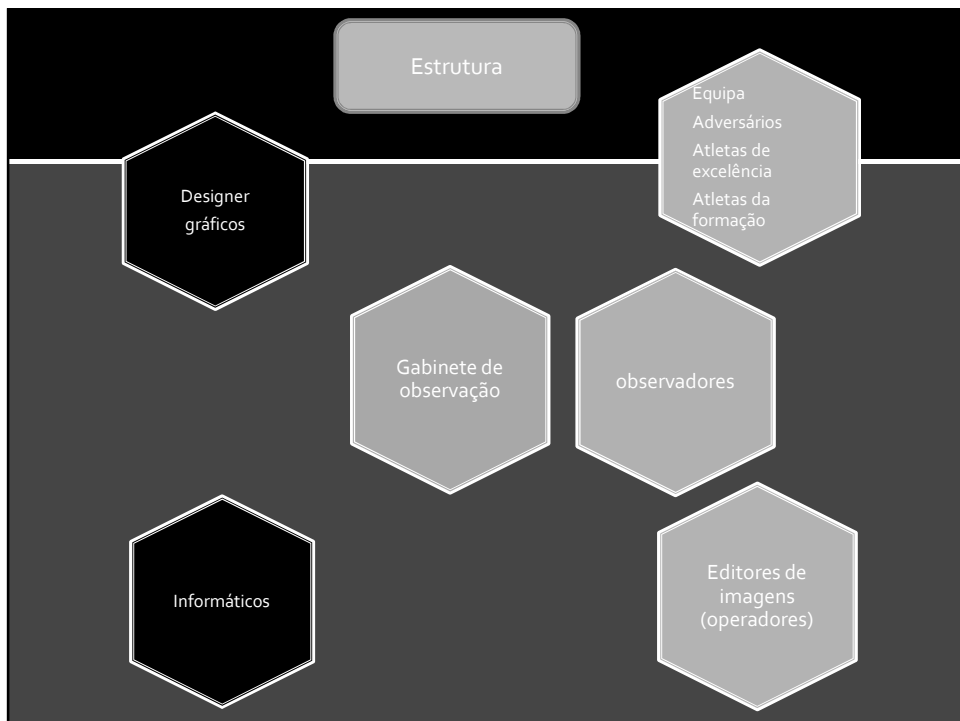 Estrutura
Equipa
Adversários
Atletas de
excelência
Atletas da
formação
Designer
gráficos
Gabinete de
observação
observadores
Informáticos
Editores de
imagens
(operadores)